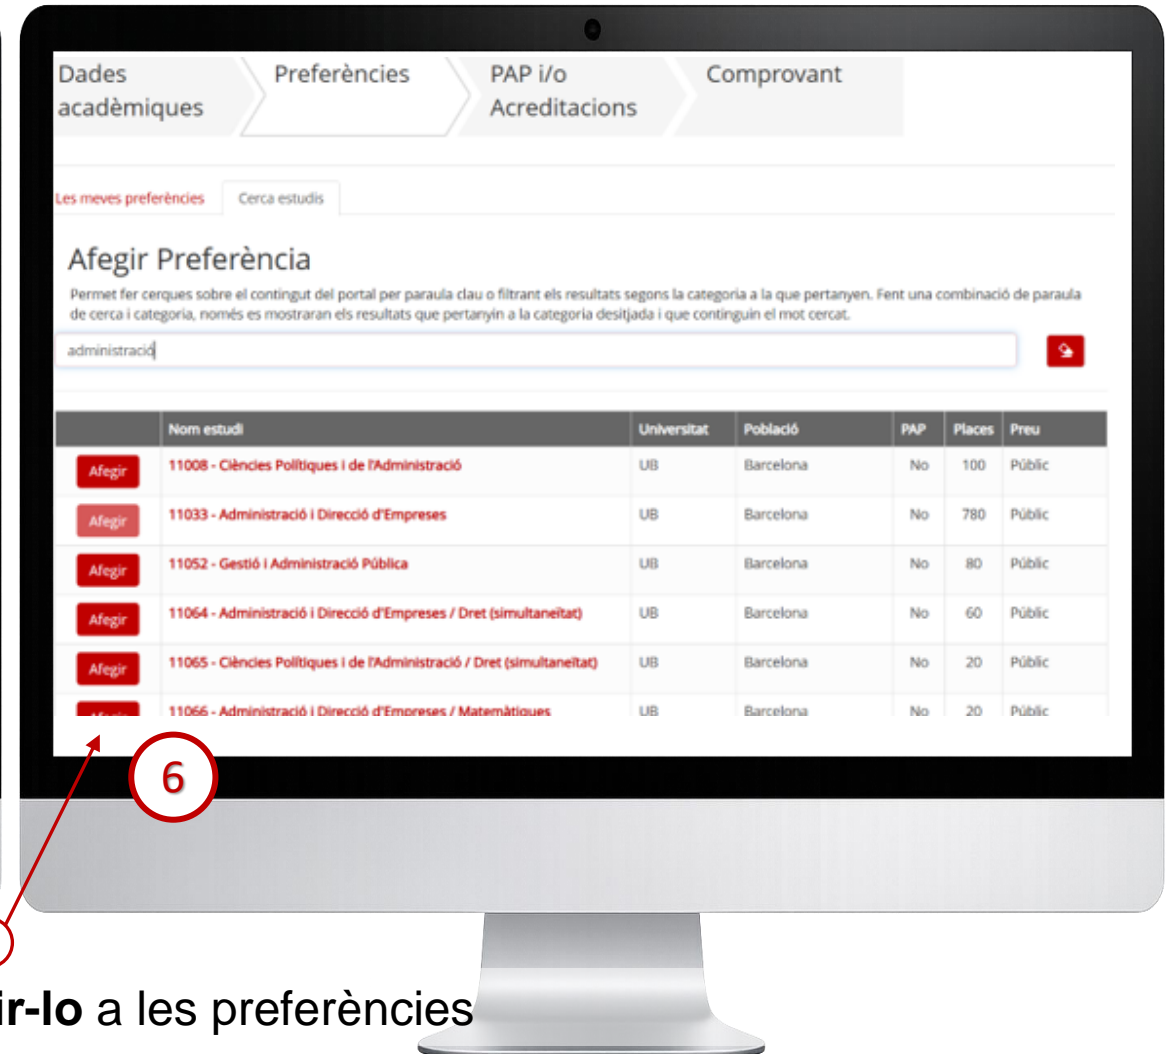 Dades
acadèmiques
Preferències
PAP i/o
Acreditacions
Comprovant
Les meves preferències Cerca estudis
Afegir Preferència
Permet fer cerques sobre el contingut del portal per paraula clau o filtrant els resultats segons la categoria a la que pertanyen. Fent una combinació de paraula
de cerca i categoria, només es mostraran els resultats que pertanyin a la categoria desitjada i que continguin el mot cercat.
administració
Nom estudi Universitat Població PAP Places Preu
Afegir 11008 - Ciències Polítiques i de l'Administració UB Barcelona No 100 Públic
Afegir 11033 - Administració i Direcció d'Empreses UB Barcelona No 780 Públic
Afegir 11052 - Gestió i Administració Pública UB Barcelona No 80 Públic
Afegir 11064 - Administració i Direcció d'Empreses / Dret (simultaneïtat) UB Barcelona No 60 Públic
Afegir 11065 - Ciències Polítiques i de l'Administració / Dret (simultaneïtat) UB Barcelona No 20 Públic
Afegir 11066 - Administració i Direcció d'Empreses / Matemàtiques UB Barcelona No 20 Públic
6
ir-lo a les preferències